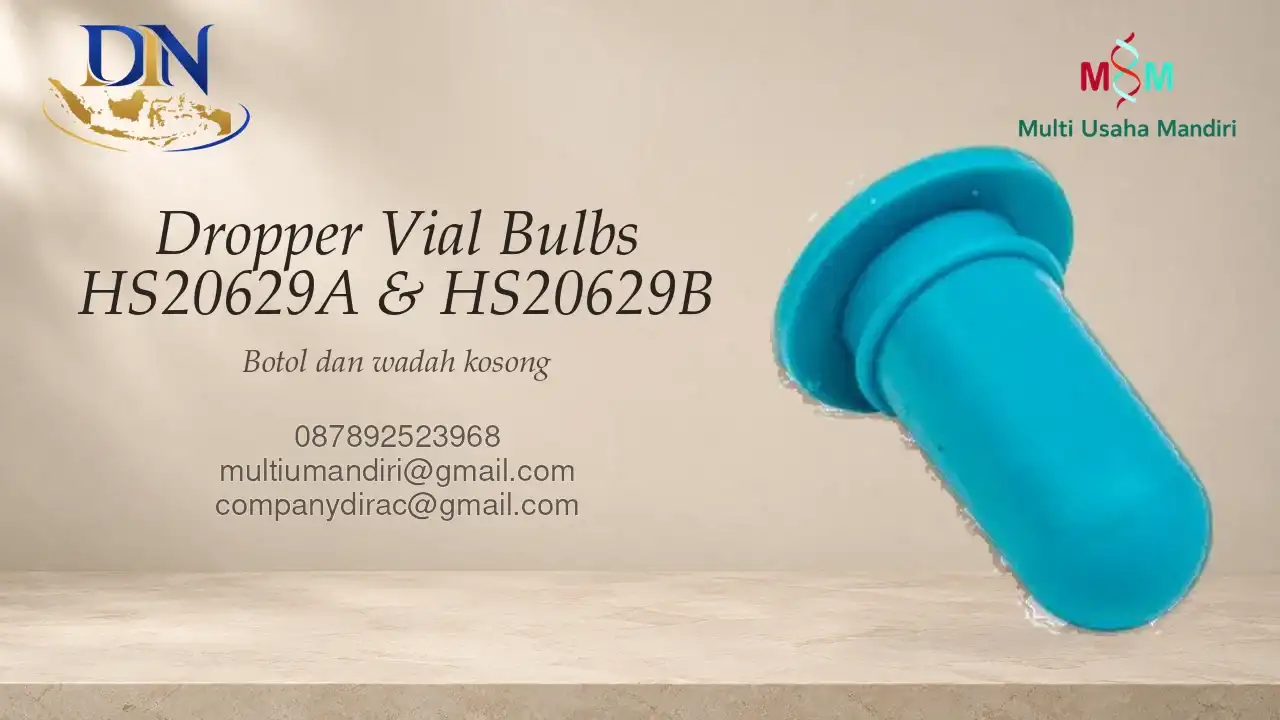 DN
MSM
Multi Usaha Mandiri
Dropper Vial Bulbs
HS20629A & HS20629B
Botol dan wadah kosong
087892523968
multiumandiri@gmail.com
companydirac@gmail.com